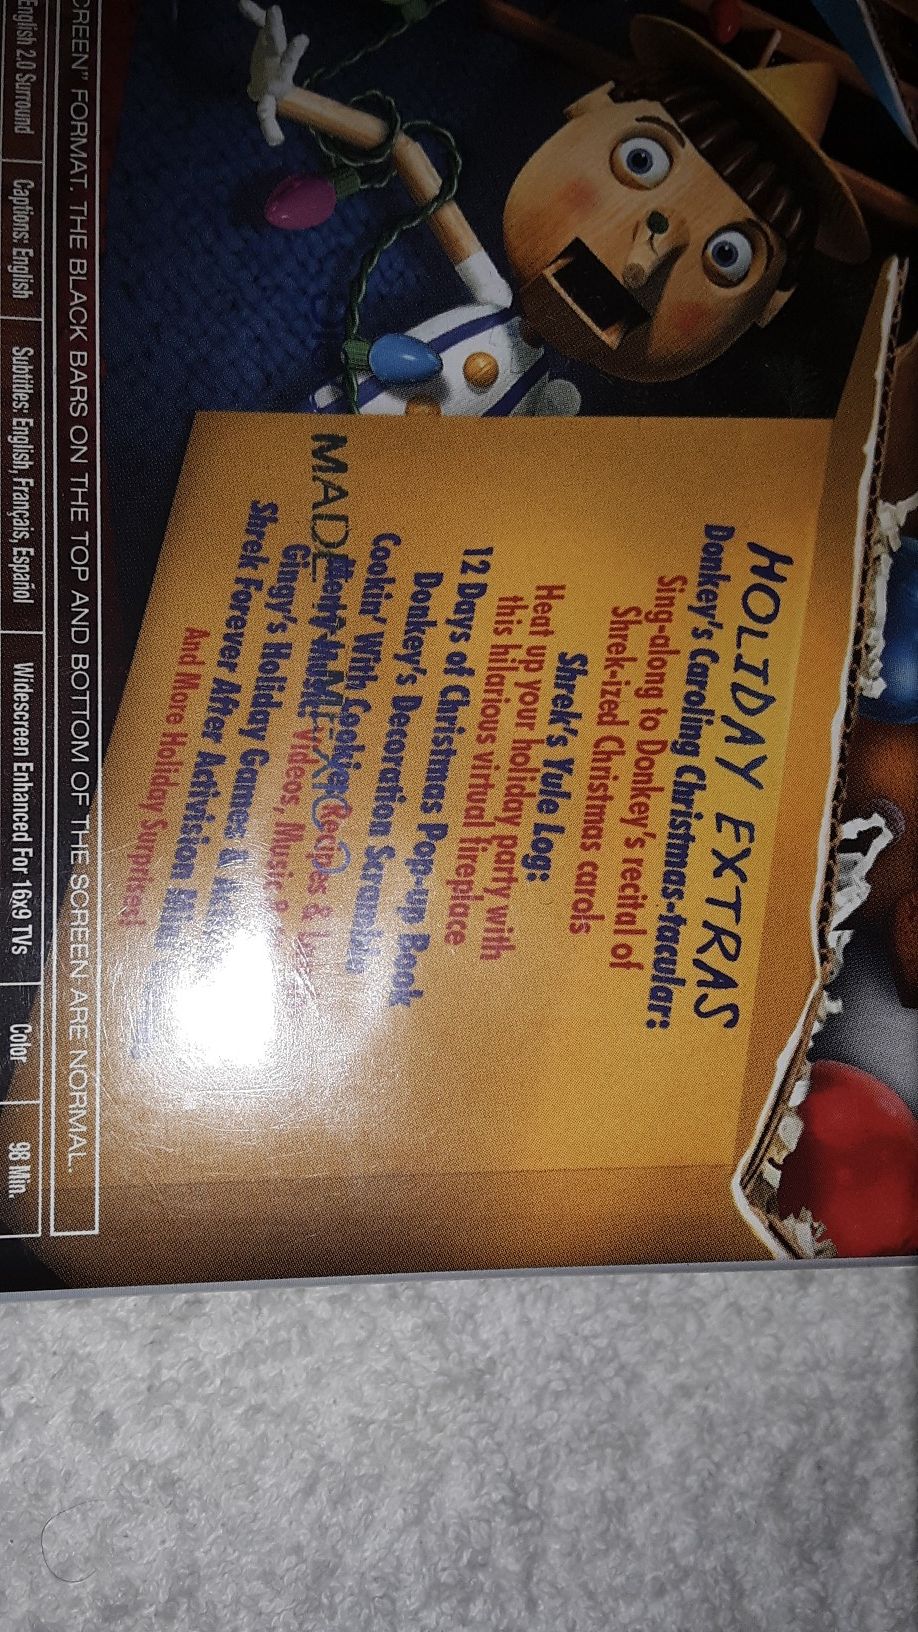 HOLIDAY EXTRAS
Donkey's Caroling Christmas-tacular:
Sing-along to Donkey's recital of
Shrek-ized Christmas carols
Shrek's Yule Log:
Heat up your holiday party with
this hilarious virtual fireplace
12 Days of Christmas Pop-up Book
Donkey's Decoration Scramble
Cookin' With Cookie: Recipes &
MADE MEXICO
Videos, Music &
Gingy's Holiday Games &
Shrek Forever After Activision
And More Holiday Surprises!
CREEN" FORMAT. THE BLACK BARS ON THE TOP AND BOTTOM OF THE SCREEN ARE NORMAL.
English 2.0 Surround
Captions: English
Subtitles: English, Français, Español
Widescreen Enhanced For 16x9 TVs
Color
98 Min.